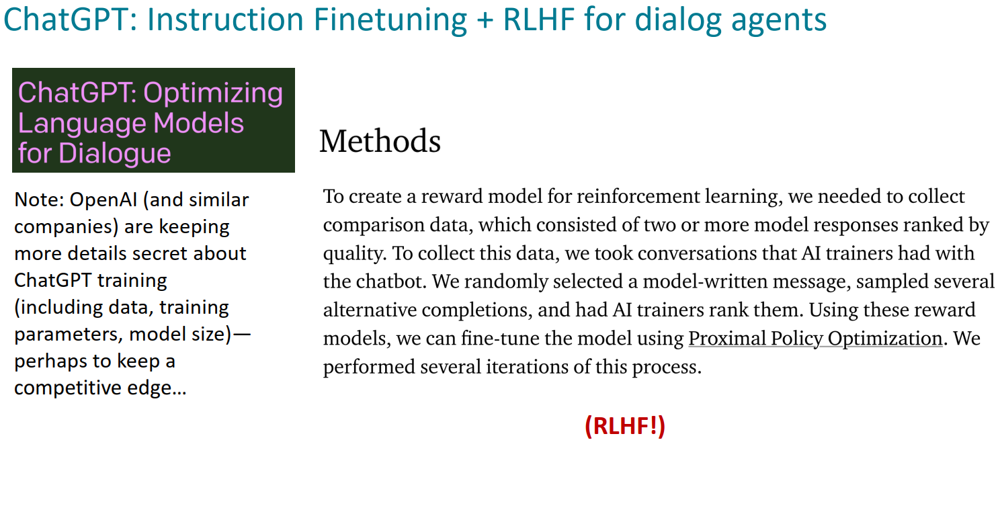 ChatGPT: Instruction Finetuning + RLHF for dialog agents
ChatGPT: Optimizing
Language Models
for Dialogue
Note: OpenAI (and similar
companies) are keeping
more details secret about
ChatGPT training
(including data, training
parameters, model size)—
perhaps to keep a
competitive edge…
Methods
To create a reward model for reinforcement learning, we needed to collect
comparison data, which consisted of two or more model responses ranked by
quality. To collect this data, we took conversations that AI trainers had with
the chatbot. We randomly selected a model-written message, sampled several
alternative completions, and had AI trainers rank them. Using these reward
models, we can fine-tune the model using Proximal Policy Optimization. We
performed several iterations of this process.
(RLHF!)